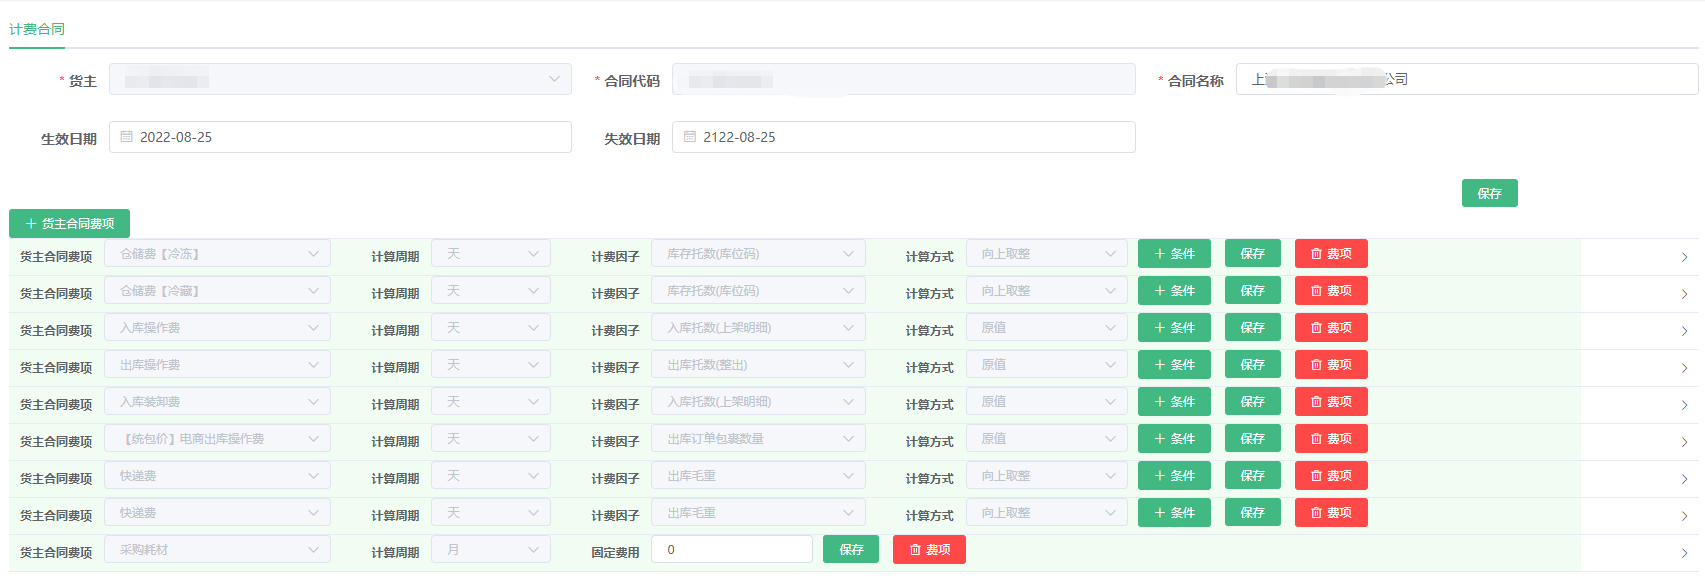 计费合同
* 货主 * 合同代码 * 合同名称 上 公司
生效日期 2022-08-25 失效日期 2122-08-25
保存
+ 货主合同费项
货主合同费项 仓储费【冷冻】 计算周期 天 计费因子 库存托数(库位码) 计算方式 向上取整 + 条件 保存 费项
货主合同费项 仓储费【冷藏】 计算周期 天 计费因子 库存托数(库位码) 计算方式 向上取整 + 条件 保存 费项
货主合同费项 入库操作费 计算周期 天 计费因子 入库托数(上架明细) 计算方式 原值 + 条件 保存 费项
货主合同费项 出库操作费 计算周期 天 计费因子 出库托数(整出) 计算方式 原值 + 条件 保存 费项
货主合同费项 入库装卸费 计算周期 天 计费因子 入库托数(上架明细) 计算方式 原值 + 条件 保存 费项
货主合同费项 【统包价】电商出库操作费 计算周期 天 计费因子 出库订单包裹数量 计算方式 原值 + 条件 保存 费项
货主合同费项 快递费 计算周期 天 计费因子 出库毛重 计算方式 向上取整 + 条件 保存 费项
货主合同费项 快递费 计算周期 天 计费因子 出库毛重 计算方式 向上取整 + 条件 保存 费项
货主合同费项 采购耗材 计算周期 月 固定费用 0 保存 费项